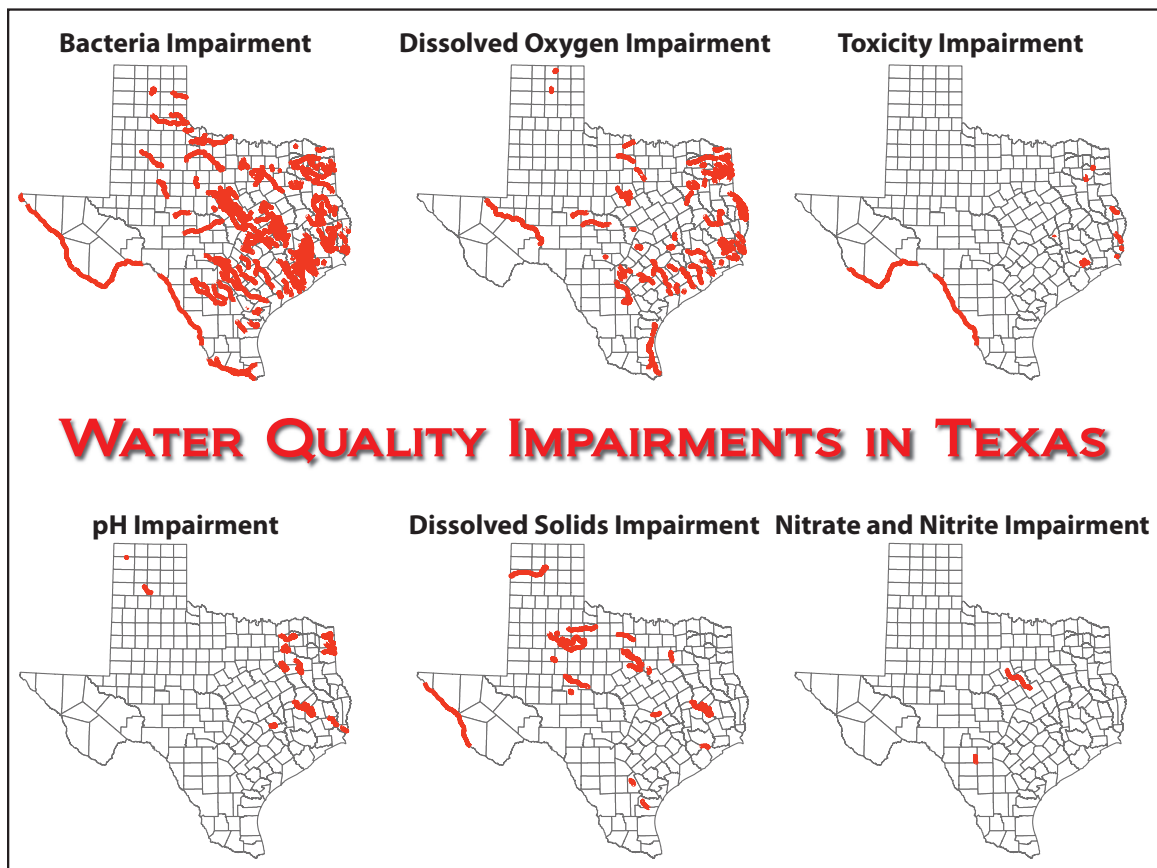 Bacteria Impairment
Dissolved Oxygen Impairment
Toxicity Impairment
Water Quality Impairments in Texas
pH Impairment
Dissolved Solids Impairment
Nitrate and Nitrite Impairment